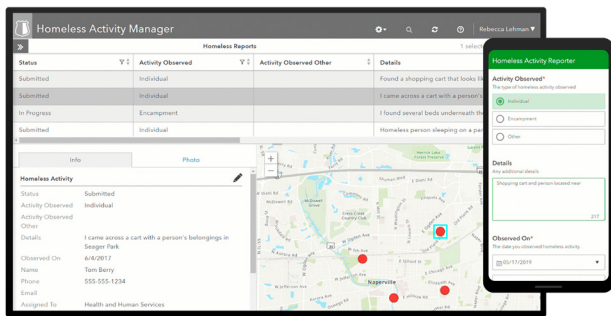 Homeless Activity Manager
Rebecca Lehman
Homeless Reports
1 selec
Status Activity Observed Activity Observed Other Details
Submitted Individual Found a shopping cart that looks lik
Submitted Individual I came across a cart with a person's
In Progress Encampment I found several beds underneath the
Submitted Individual Homeless person sleeping on a par
Info Photo
Homeless Activity
Status Submitted
Activity Observed Individual
Activity Observed
Other
Details I came across a cart with a person's belongings in
Seager Park
Observed On 6/4/2017
Name Tom Berry
Phone 555-555-1234
Email
Assigned To Health and Human Services
+
−
Cress Creek
Country Club
Naperville
Homeless Activity Reporter
Activity Observed*
The type of homeless activity observed
Individual
Encampment
Other
Details
Any additional details
Shopping cart and person located near
217
Observed On*
The date you observed homeless activity
03/17/2019